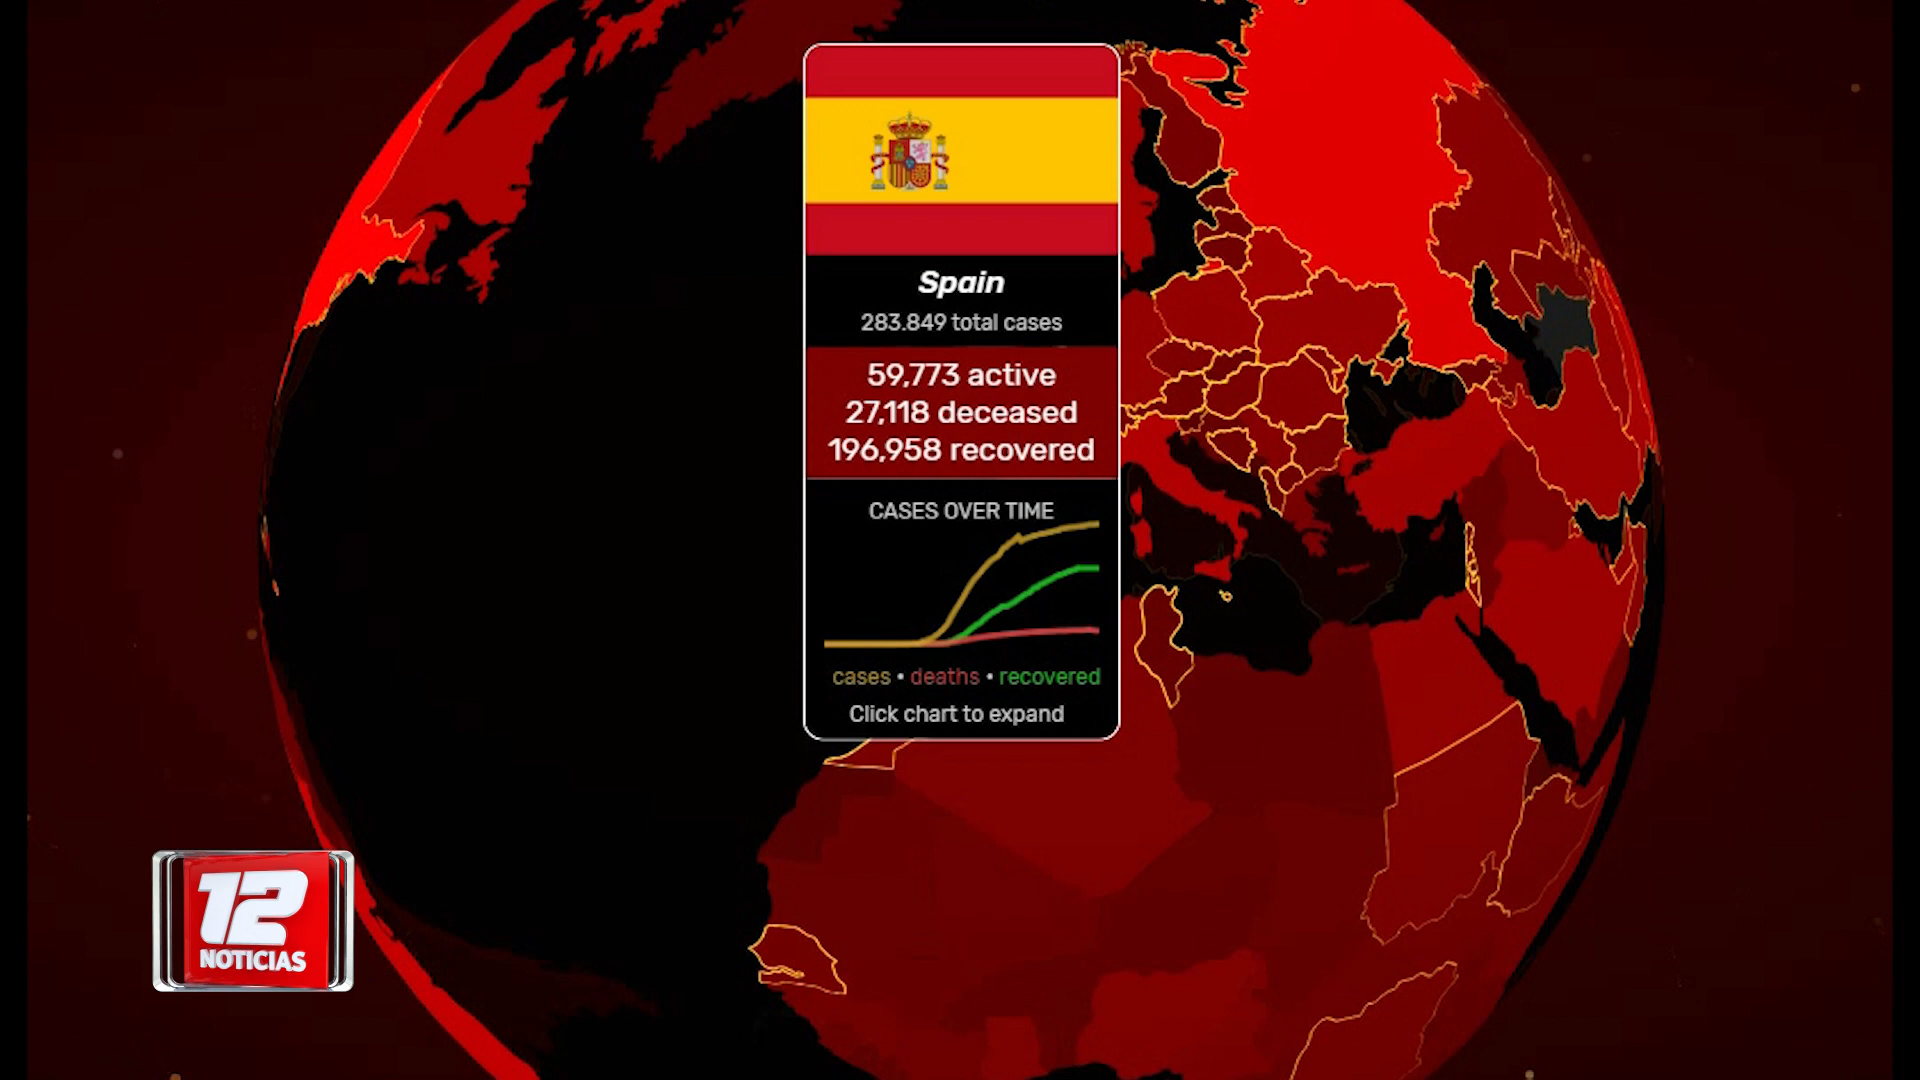 Spain
283.849 total cases
59,773 active
27,118 deceased
196,958 recovered
CASES OVER TIME
cases • deaths • recovered
Click chart to expand
12
NOTICIAS